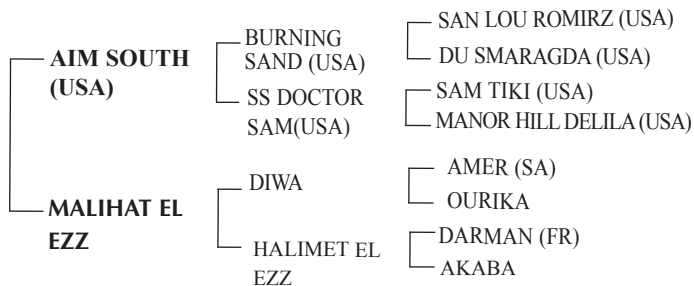 SAN LOU ROMIRZ (USA)
BURNING
SAND (USA)
DU SMARAGDA (USA)
AIM SOUTH
(USA)
SAM TIKI (USA)
SS DOCTOR
SAM(USA)
MANOR HILL DELILA (USA)
AMER (SA)
DIWA
OURIKA
MALIHAT EL
EZZ
DARMAN (FR)
HALIMET EL
EZZ
AKABA